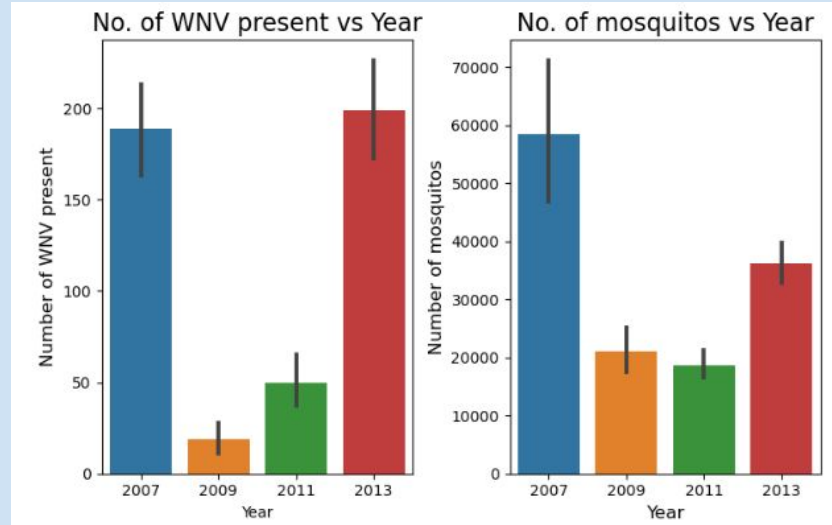 No. of WNV present vs Year
Number of WNV present
200
150
100
50
0
2007 2009 2011 2013
Year
No. of mosquitos vs Year
Number of mosquitos
70000
60000
50000
40000
30000
20000
10000
0
2007 2009 2011 2013
Year